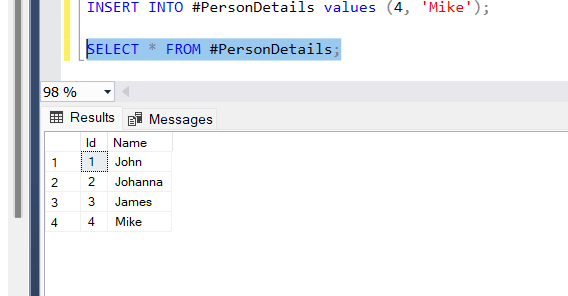 INSERT INTO #PersonDetails values (4, 'Mike');
SELECT * FROM #PersonDetails;
98 %
Results Messages
Id Name
1 1 John
2 2 Johanna
3 3 James
4 4 Mike